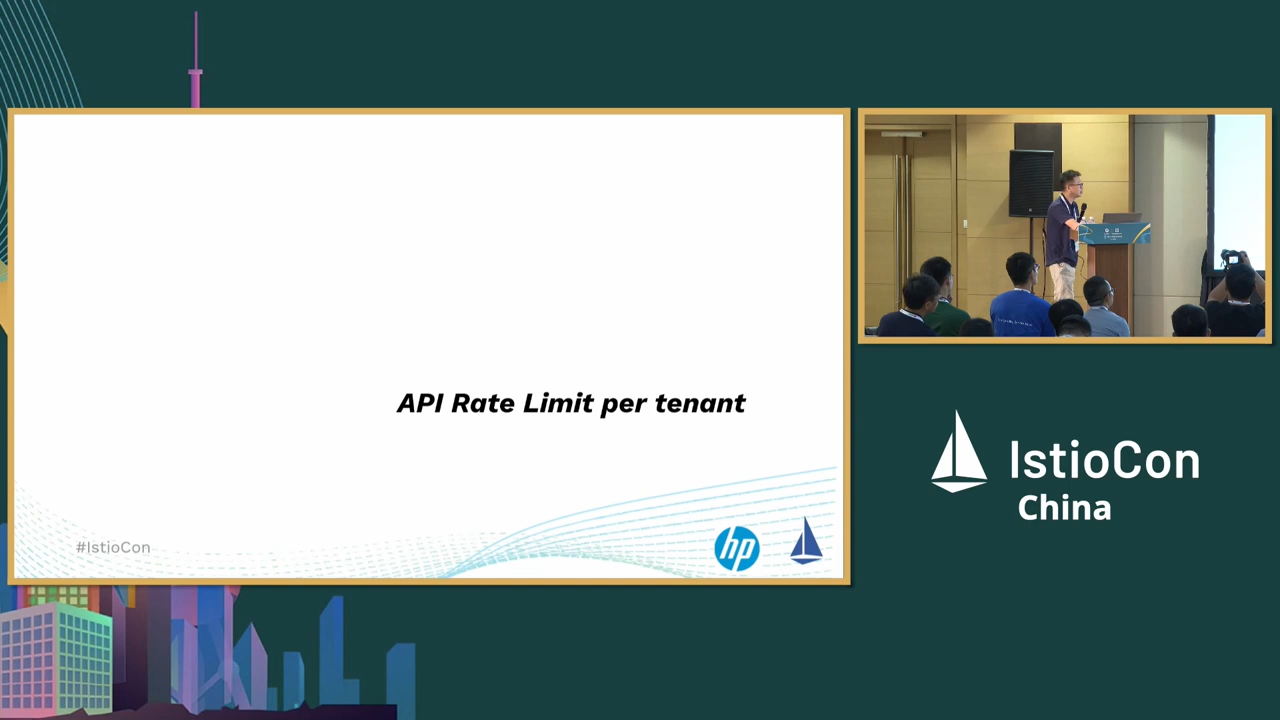 API Rate Limit per tenant
#IstioCon
hp
IstioCon
China